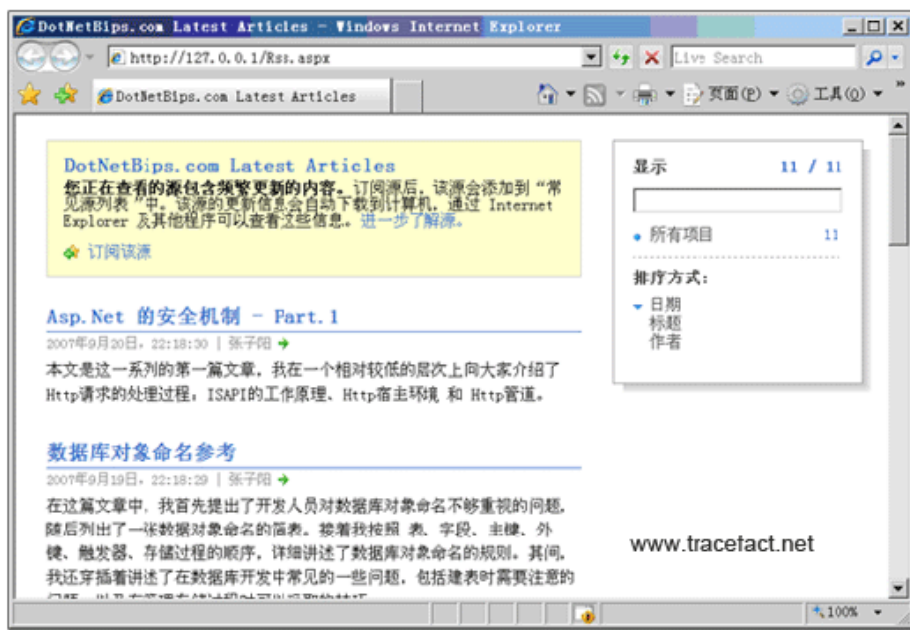 DotNetBips.com Latest Articles - Windows Internet Explorer
http://127.0.0.1/Rss.aspx
Live Search
DotNetBips.com Latest Articles
页面(P)
工具(O)
DotNetBips.com Latest Articles
您正在查看的源包含频繁更新的内容。订阅源后，该源会添加到“常
见源列表”中。该源的更新信息会自动下载到计算机，通过 Internet
Explorer 及其他程序可以查看这些信息。进一步了解源。
订阅该源
Asp.Net 的安全机制 - Part.1
2007年9月20日，22:18:30 | 张子阳
本文是这一系列的第一篇文章，我在一个相对较低的层次上向大家介绍了
Http请求的处理过程，ISAPI的工作原理、Http宿主环境 和 Http管道。
数据库对象命名参考
2007年9月19日，22:18:29 | 张子阳
在这篇文章中，我首先提出了开发人员对数据库对象命名不够重视的问题，
随后列出了一张数据对象命名的简表。接着我按照 表、字段、主键、外
键、触发器、存储过程的顺序，详细讲述了数据库对象命名的规则。其间，
我还穿插着讲述了在数据库开发中常见的一些问题，包括建表时需要注意的
显示 11 / 11
所有项目 11
排序方式：
日期
标题
作者
www.tracefact.net
100%